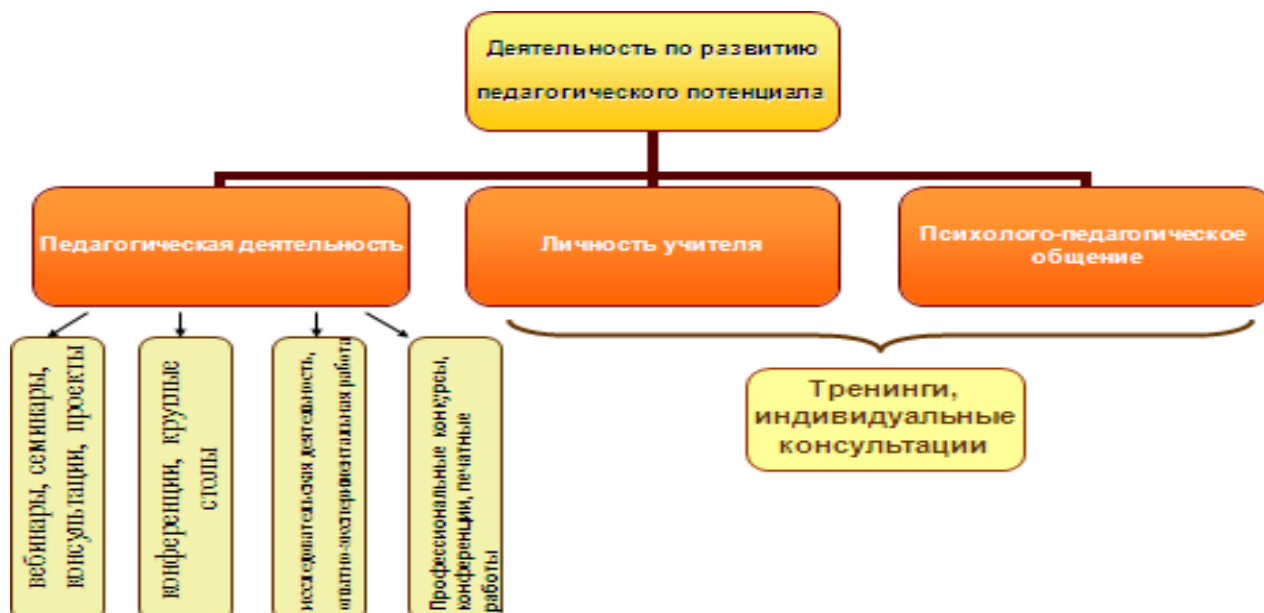 Деятельность по развитию
педагогического потенциала
Педагогическая деятельность
Личность учителя
Психолого-педагогическое
общение
вебинары, семинары,
консультации, проекты
конференции, круглые
столы
исследовательская деятельность,
опытно-экспериментальная работа
Профессиональные конкурсы,
конференции, печатные
работы
Тренинги,
индивидуальные
консультации